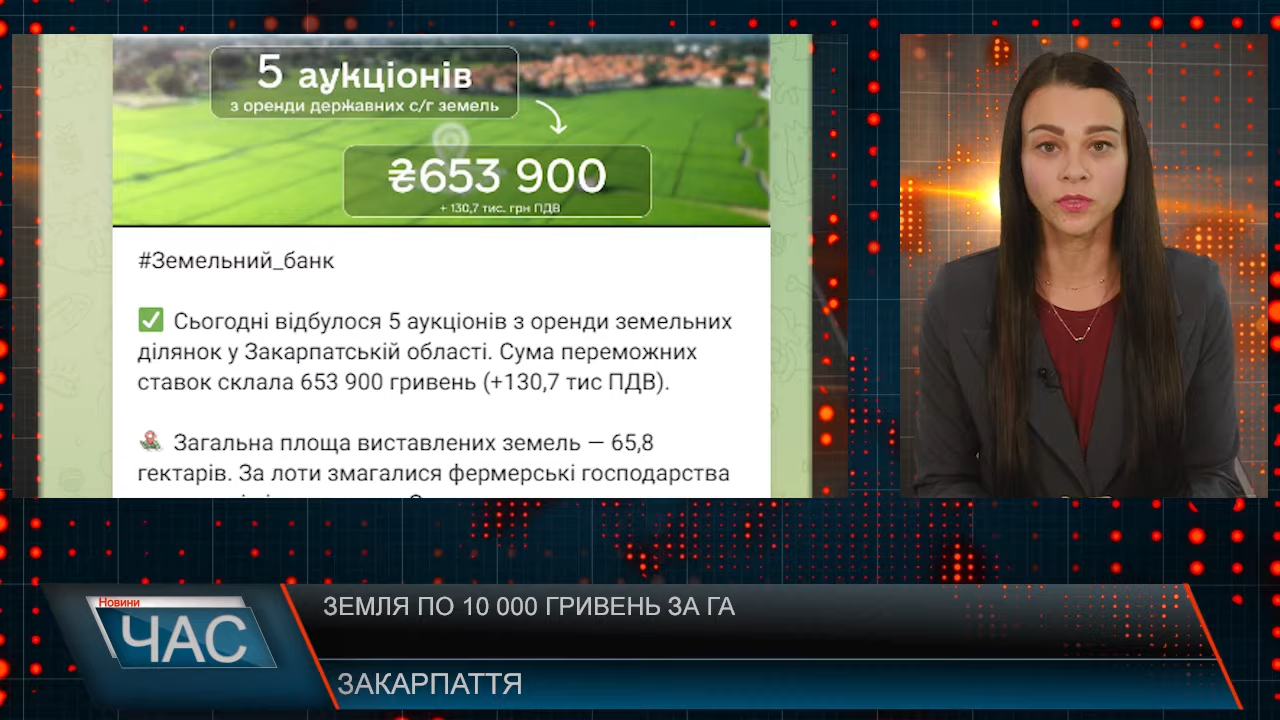 5 аукціонів
з оренди державних с/г земель
₴653 900
+ 130,7 тис. грн ПДВ
#Земельний_банк
✅ Сьогодні відбулося 5 аукціонів з оренди земельних
ділянок у Закарпатській області. Сума переможних
ставок склала 653 900 гривень (+130,7 тис ПДВ).
Загальна площа виставлених земель — 65,8
гектарів. За лоти змагалися фермерські господарства
Новини
ЧАС
ЗЕМЛЯ ПО 10 000 ГРИВЕНЬ ЗА ГА
ЗАКАРПАТТЯ